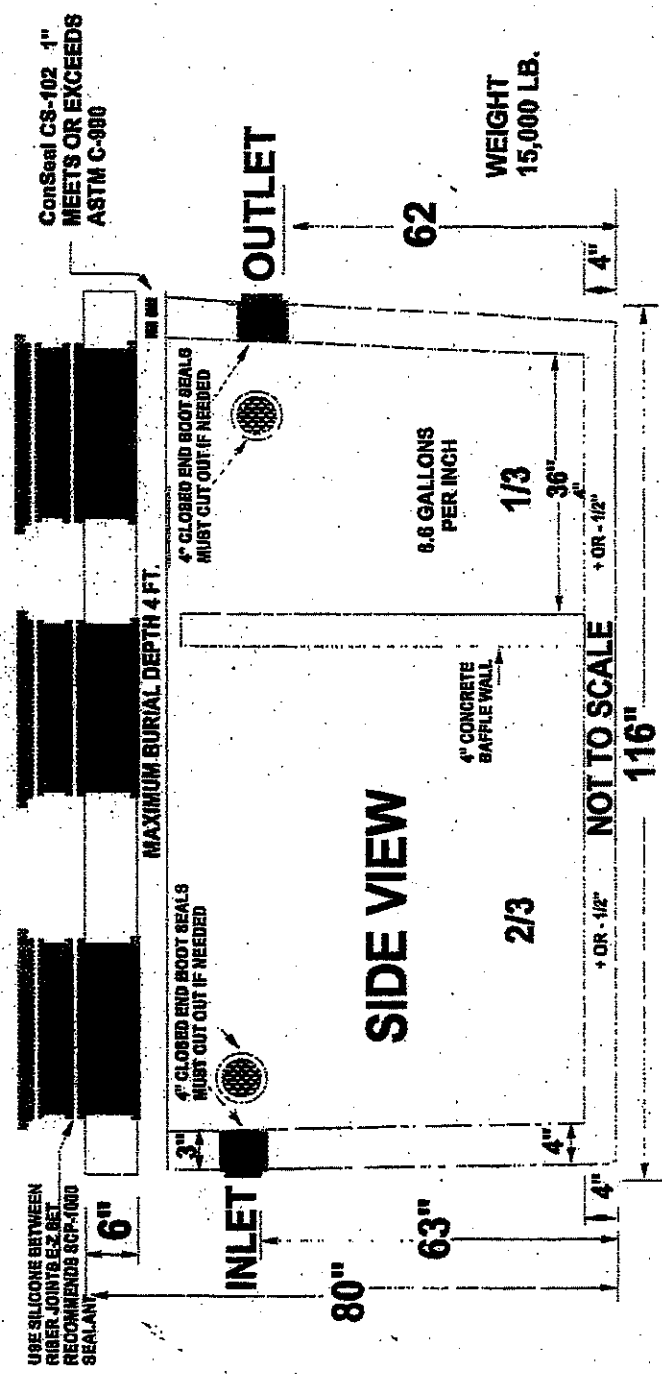 USE SILICONE BETWEEN
RISER JOINTS E-Z SET
RECOMMENDS SCP-1000
SEALANT
6"
ConSeal CS-102 1"
MEETS OR EXCEEDS
ASTM C-990
MAXIMUM BURIAL DEPTH 4 FT.
3"
4" CLOSED END BOOT SEALS
MUST CUT OUT IF NEEDED
4" CLOSED END BOOT SEALS
MUST CUT OUT IF NEEDED
INLET
OUTLET
80"
63"
62
SIDE VIEW
4" CONCRETE
BAFFLE WALL
GALLONS
PER INCH
WEIGHT
15,000 LB.
2/3
1/3
36"
4"
4"
4"
4"
+ OR - 1/2"
NOT TO SCALE
+ OR - 1/2"
116"